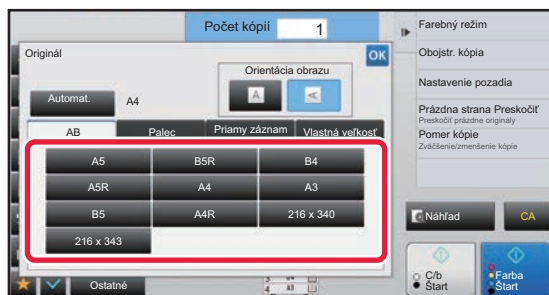 Počet kópií 1
Originál
OK
Orientácia obrazu
A A
Automat. A4
AB Palec Priamy záznam Vlastná veľkosť
A5 B5R B4
A5R A4 A3
B5 A4R 216 x 340
216 x 343
Ostatné
A3
Farebný režim
Obojstr. kópia
Nastavenie pozadia
Prázdna strana Preskočiť
Preskočiť prázdne originály
Pomer kópie
Zväčšenie/zmenšenie kópie
Náhľad CA
C/b
Štart
Farba
Štart